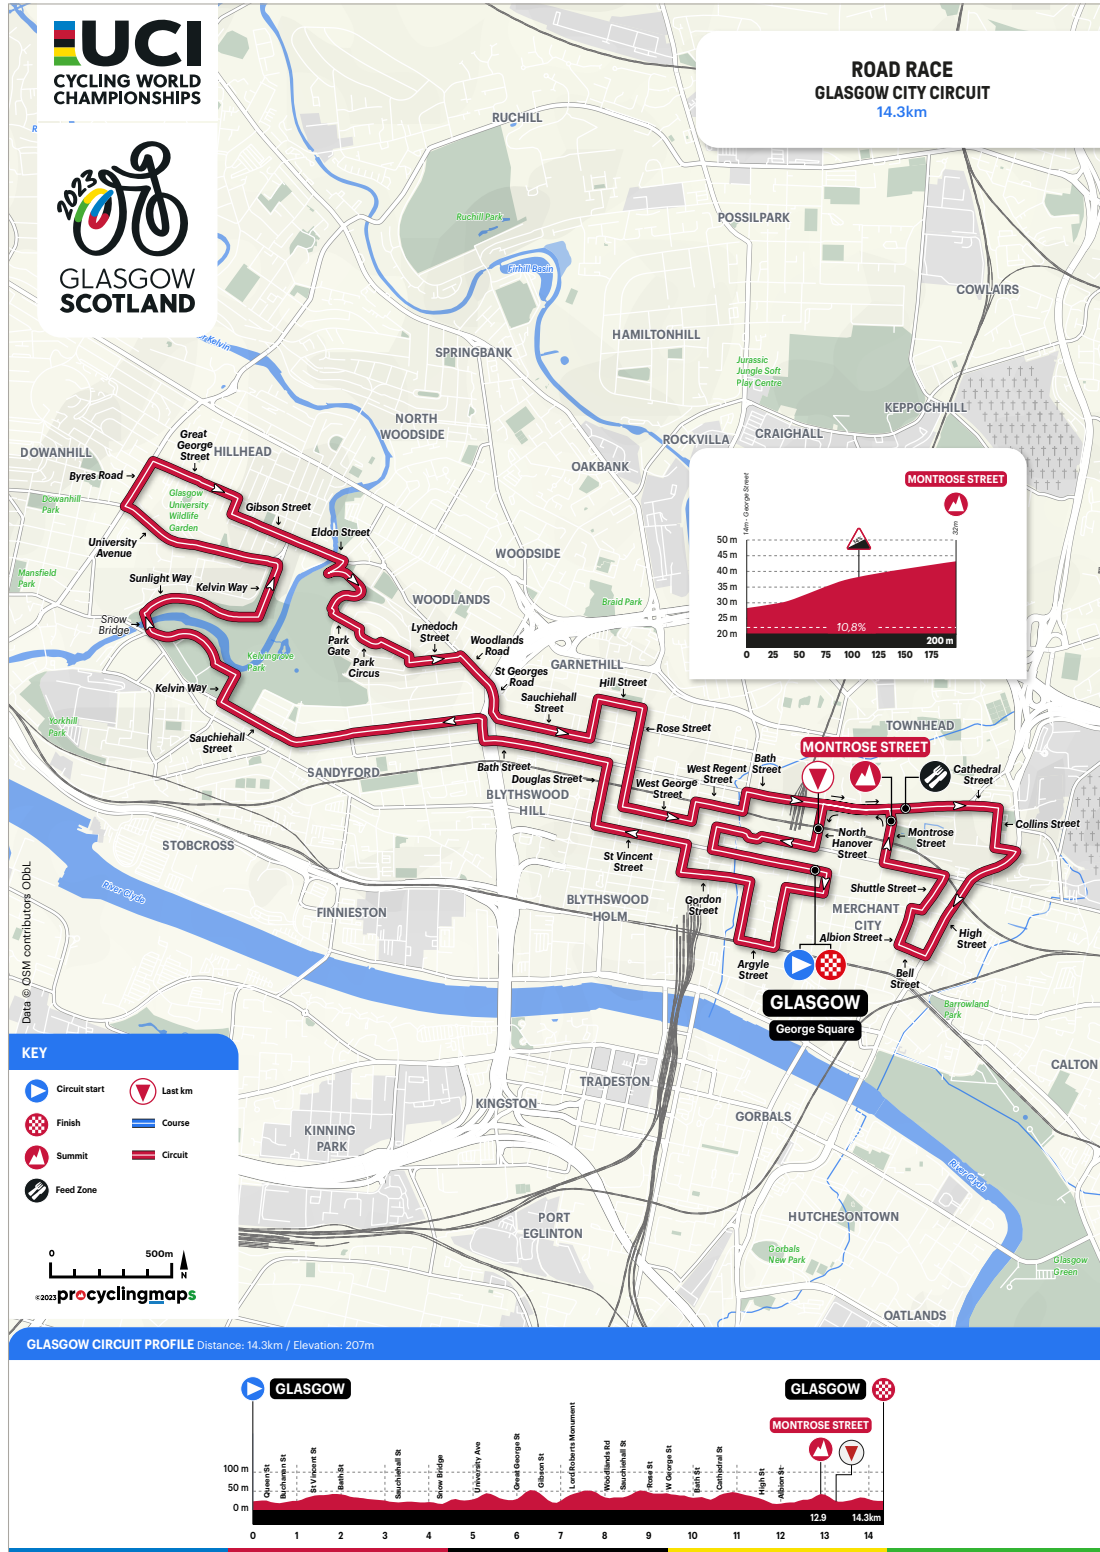 UCI
CYCLING WORLD
CHAMPIONSHIPS
2023
GLASGOW
SCOTLAND
ROAD RACE
GLASGOW CITY CIRCUIT
14.3km
RUCHILL
Ruchill Park
POSSILPARK
Firhill Basin
COWLAIRS
HAMILTONHILL
Kelvin
SPRINGBANK
Jurassic
Jungle Soft
Play Centre
KEPPOCHHILL
NORTH
WOODSIDE
CRAIGHALL
ROCKVILLA
OAKBANK
DOWANHILL
Great
George
Street
HILLHEAD
Byres Road
Dowanhill
Park
Glasgow
University
Wildlife
Garden
Gibson Street
Eldon Street
University
Avenue
WOODSIDE
Mansfield
Park
Sunlight Way
Kelvin Way
WOODLANDS
Braid Park
Snow
Bridge
Lynedoch
Street
Woodlands
Road
Park
Gate
Park
Circus
Kelvingrove
Park
St Georges
Road
GARNETHILL
Hill Street
Kelvin Way
Sauchiehall
Street
Rose Street
Yorkhill
Park
Sauchiehall
Street
SANDYFORD
Bath Street
Douglas Street
BLYTHSWOOD
HILL
West George
Street
West Regent
Street
Bath
Street
TOWNHEAD
MONTROSE STREET
Cathedral
Street
Collins Street
North
Hanover
Street
Montrose
Street
STOBCROSS
St Vincent
Street
Shuttle Street
River Clyde
BLYTHSWOOD
HOLM
Gordon
Street
MERCHANT
CITY
FINNIESTON
Albion Street
High
Street
Argyle
Street
Bell
Street
GLASGOW
George Square
Barrowland
Park
CALTON
TRADESTON
KINGSTON
GORBALS
KINNING
PARK
River Clyde
HUTCHESONTOWN
PORT
EGLINTON
Gorbals
New Park
Glasgow
Green
OATLANDS
14m - George Street
MONTROSE STREET
32m
50 m
45 m
40 m
35 m
30 m
25 m
20 m
10,8%
200 m
0 25 50 75 100 125 150 175
Data © OSM contributors ODbL
KEY
Circuit start
Last km
Finish
Course
Summit
Circuit
Feed Zone
0 500m
N
©2023 procyclingmaps
GLASGOW CIRCUIT PROFILE Distance: 14.3km / Elevation: 207m
GLASGOW
GLASGOW
MONTROSE STREET
100 m
50 m
0 m
Queen St
Buchanan St
St Vincent St
Bath St
Sauchiehall St
Snow Bridge
University Ave
Great George St
Gibson St
Lord Roberts Monument
Woodlands Rd
Sauchiehall St
Rose St
W George St
Bath St
Cathedral St
High St
Albion St
12.9 14.3km
0 1 2 3 4 5 6 7 8 9 10 11 12 13 14